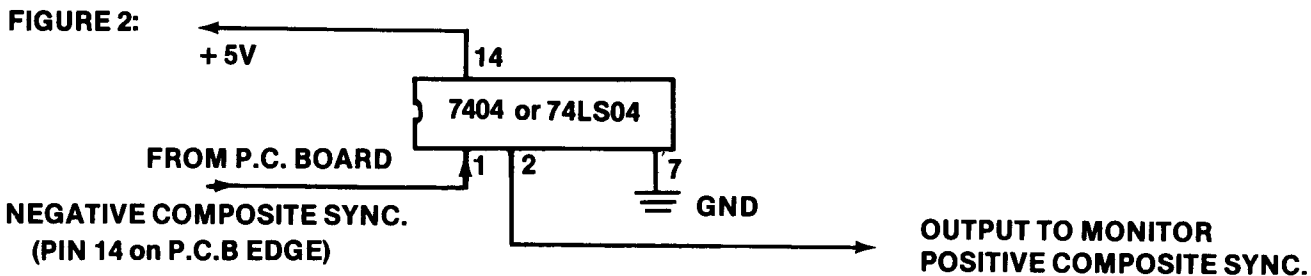 FIGURE 2:
+ 5V
14
7404 or 74LS04
FROM P.C. BOARD
1
2
7
GND
NEGATIVE COMPOSITE SYNC.
(PIN 14 on P.C.B EDGE)
OUTPUT TO MONITOR
POSITIVE COMPOSITE SYNC.